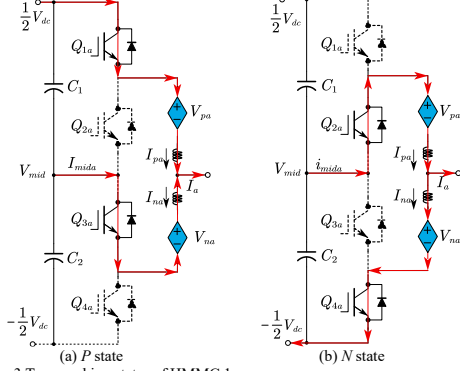 1/2 V_dc
Q_1a
C_1
Q_2a
V_pa
I_pa
V_mid
I_mida
I_a
I_na
Q_3a
V_na
C_2
Q_4a
-1/2 V_dc
(a) P state
1/2 V_dc
Q_1a
C_1
Q_2a
V_pa
I_pa
V_mid
i_mida
I_a
I_na
Q_3a
V_na
C_2
Q_4a
-1/2 V_dc
(b) N state